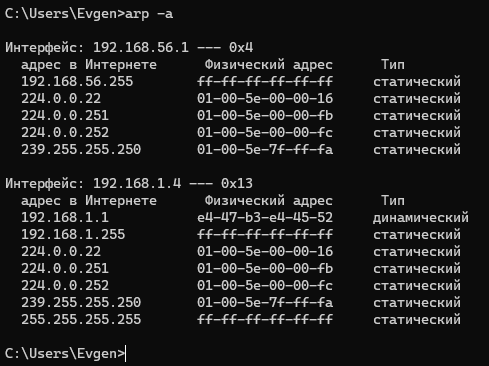 C:\Users\Evgen>arp -a
Интерфейс: 192.168.56.1 --- 0x4
адрес в Интернете Физический адрес Тип
192.168.56.255 ff-ff-ff-ff-ff-ff статический
224.0.0.22 01-00-5e-00-00-16 статический
224.0.0.251 01-00-5e-00-00-fb статический
224.0.0.252 01-00-5e-00-00-fc статический
239.255.255.250 01-00-5e-7f-ff-fa статический
Интерфейс: 192.168.1.4 --- 0x13
адрес в Интернете Физический адрес Тип
192.168.1.1 e4-47-b3-e4-45-52 динамический
192.168.1.255 ff-ff-ff-ff-ff-ff статический
224.0.0.22 01-00-5e-00-00-16 статический
224.0.0.251 01-00-5e-00-00-fb статический
224.0.0.252 01-00-5e-00-00-fc статический
239.255.255.250 01-00-5e-7f-ff-fa статический
255.255.255.255 ff-ff-ff-ff-ff-ff статический
C:\Users\Evgen>